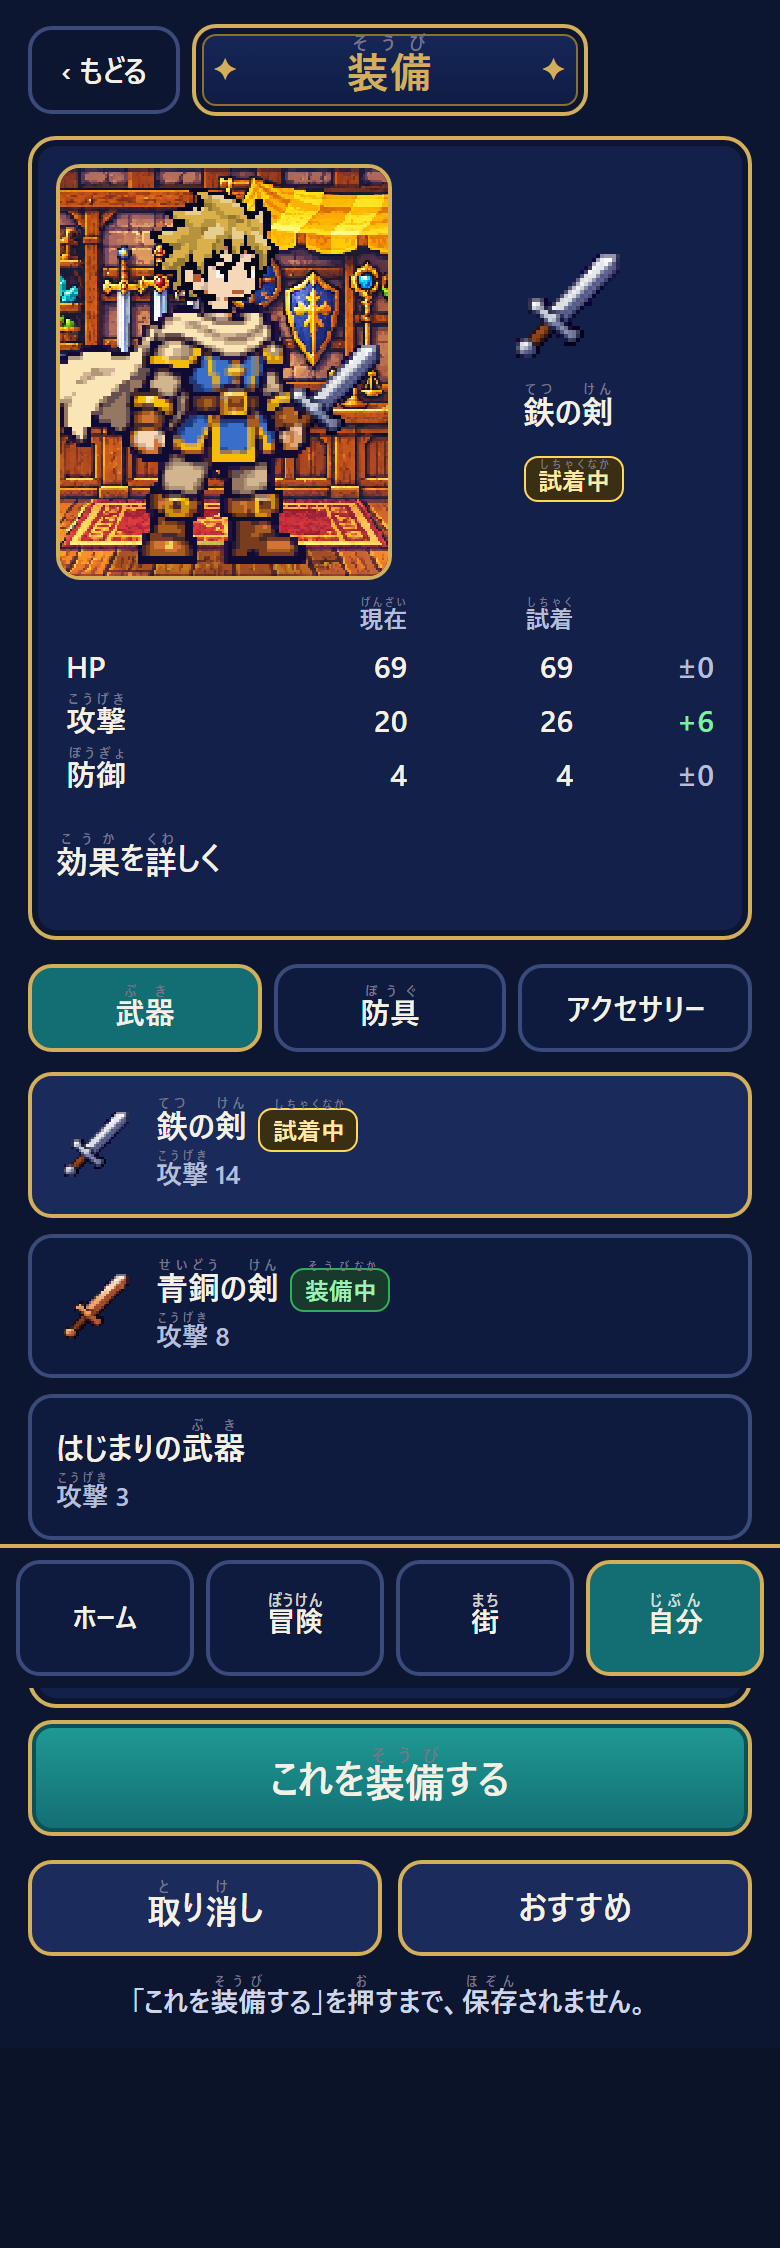 ‹ もどる
そうび
装備
てつ けん
鉄の剣
しちゃくなか
試着中
げんざい しちゃく
現在 試着
HP 69 69 ±0
こうげき
攻撃 20 26 +6
ぼうぎょ
防御 4 4 ±0
こうか くわ
効果を詳しく
ぶき
武器
ぼうぐ
防具
アクセサリー
てつ けん しちゃくなか
鉄の剣 試着中
こうげき
攻撃 14
せいどう けん そうびなか
青銅の剣 装備中
こうげき
攻撃 8
ぶき
はじまりの武器
こうげき
攻撃 3
ホーム
ぼうけん
冒険
まち
街
じぶん
自分
そうび
これを装備する
と け
取り消し
おすすめ
そうび お ほぞん
「これを装備する」を押すまで、保存されません。